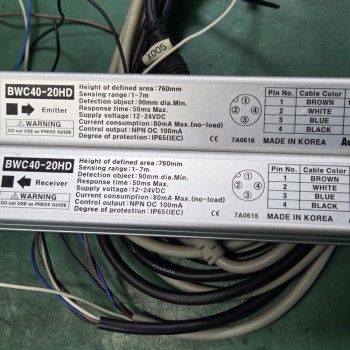 X005
BWC40-20HD
Emitter
WARNING
DO not use as PRESS GUARD
Height of defined area:760mm
Sensing range:1-7m
Detection object:90mm dia.Min.
Response time:50ms Max.
Supply voltage:12-24VDC
Current consumption:80mA Max.(no-load)
Control output:NPN OC 100mA
Degree of protection:IP65(IEC)
7A0616
Pin No. Cable Color
1 BROWN
2 WHITE
3 BLUE
4 BLACK
MADE IN KOREA
BWC40-20HD
Receiver
WARNING
DO not use as PRESS GUARD
Height of defined area:760mm
Sensing range:1-7m
Detection object:90mm dia.Min.
Response time:50ms Max.
Supply voltage:12-24VDC
Current consumption:80mA Max.(no-load)
Control output:NPN OC 100mA
Degree of protection:IP65(IEC)
7A0615
Pin No. Cable Color
1 BROWN
2 WHITE
3 BLUE
4 BLACK
MADE IN KOREA